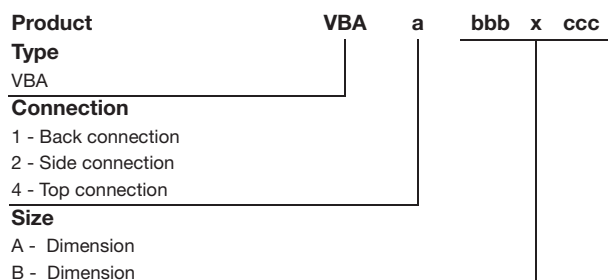 Product VBA a bbb x ccc
Type
VBA
Connection
1 - Back connection
2 - Side connection
4 - Top connection
Size
A - Dimension
B - Dimension